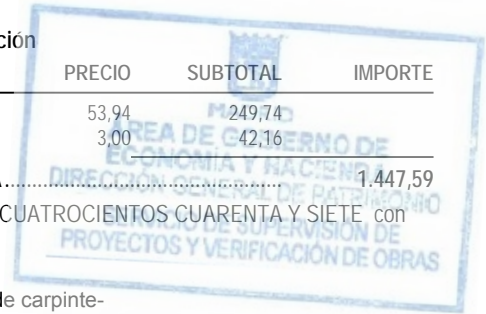 ción
PRECIO SUBTOTAL IMPORTE
53,94 249,74
3,00 42,16
A................................................ 1.447,59
CUATROCIENTOS CUARENTA Y SIETE con
de carpinte-
MADRID
ÁREA DE GOBIERNO DE
ECONOMÍA Y HACIENDA
DIRECCIÓN GENERAL DE PATRIMONIO
SERVICIO DE SUPERVISIÓN DE
PROYECTOS Y VERIFICACIÓN DE OBRAS